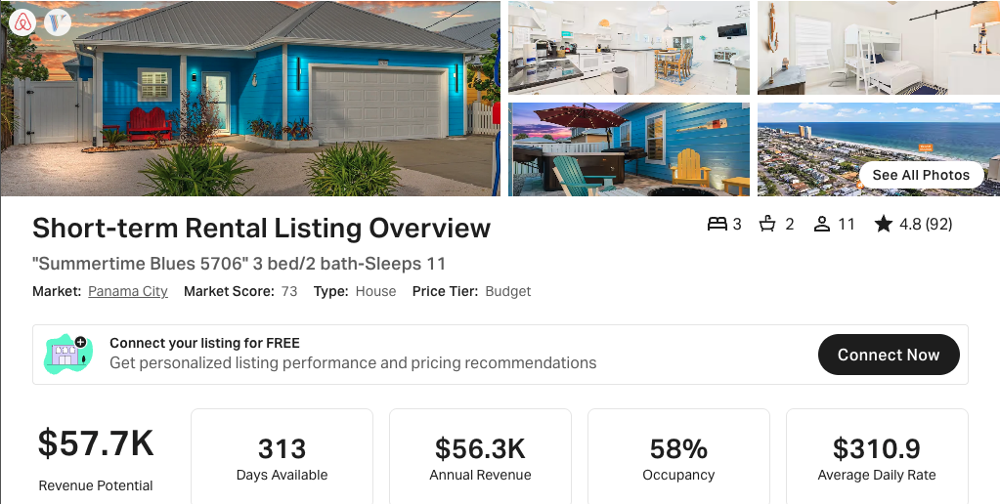 See All Photos
Short-term Rental Listing Overview
3 2 11 4.8 (92)
"Summertime Blues 5706" 3 bed/2 bath-Sleeps 11
Market: Panama City Market Score: 73 Type: House Price Tier: Budget
Connect your listing for FREE
Get personalized listing performance and pricing recommendations
Connect Now
$57.7K
Revenue Potential
313
Days Available
$56.3K
Annual Revenue
58%
Occupancy
$310.9
Average Daily Rate